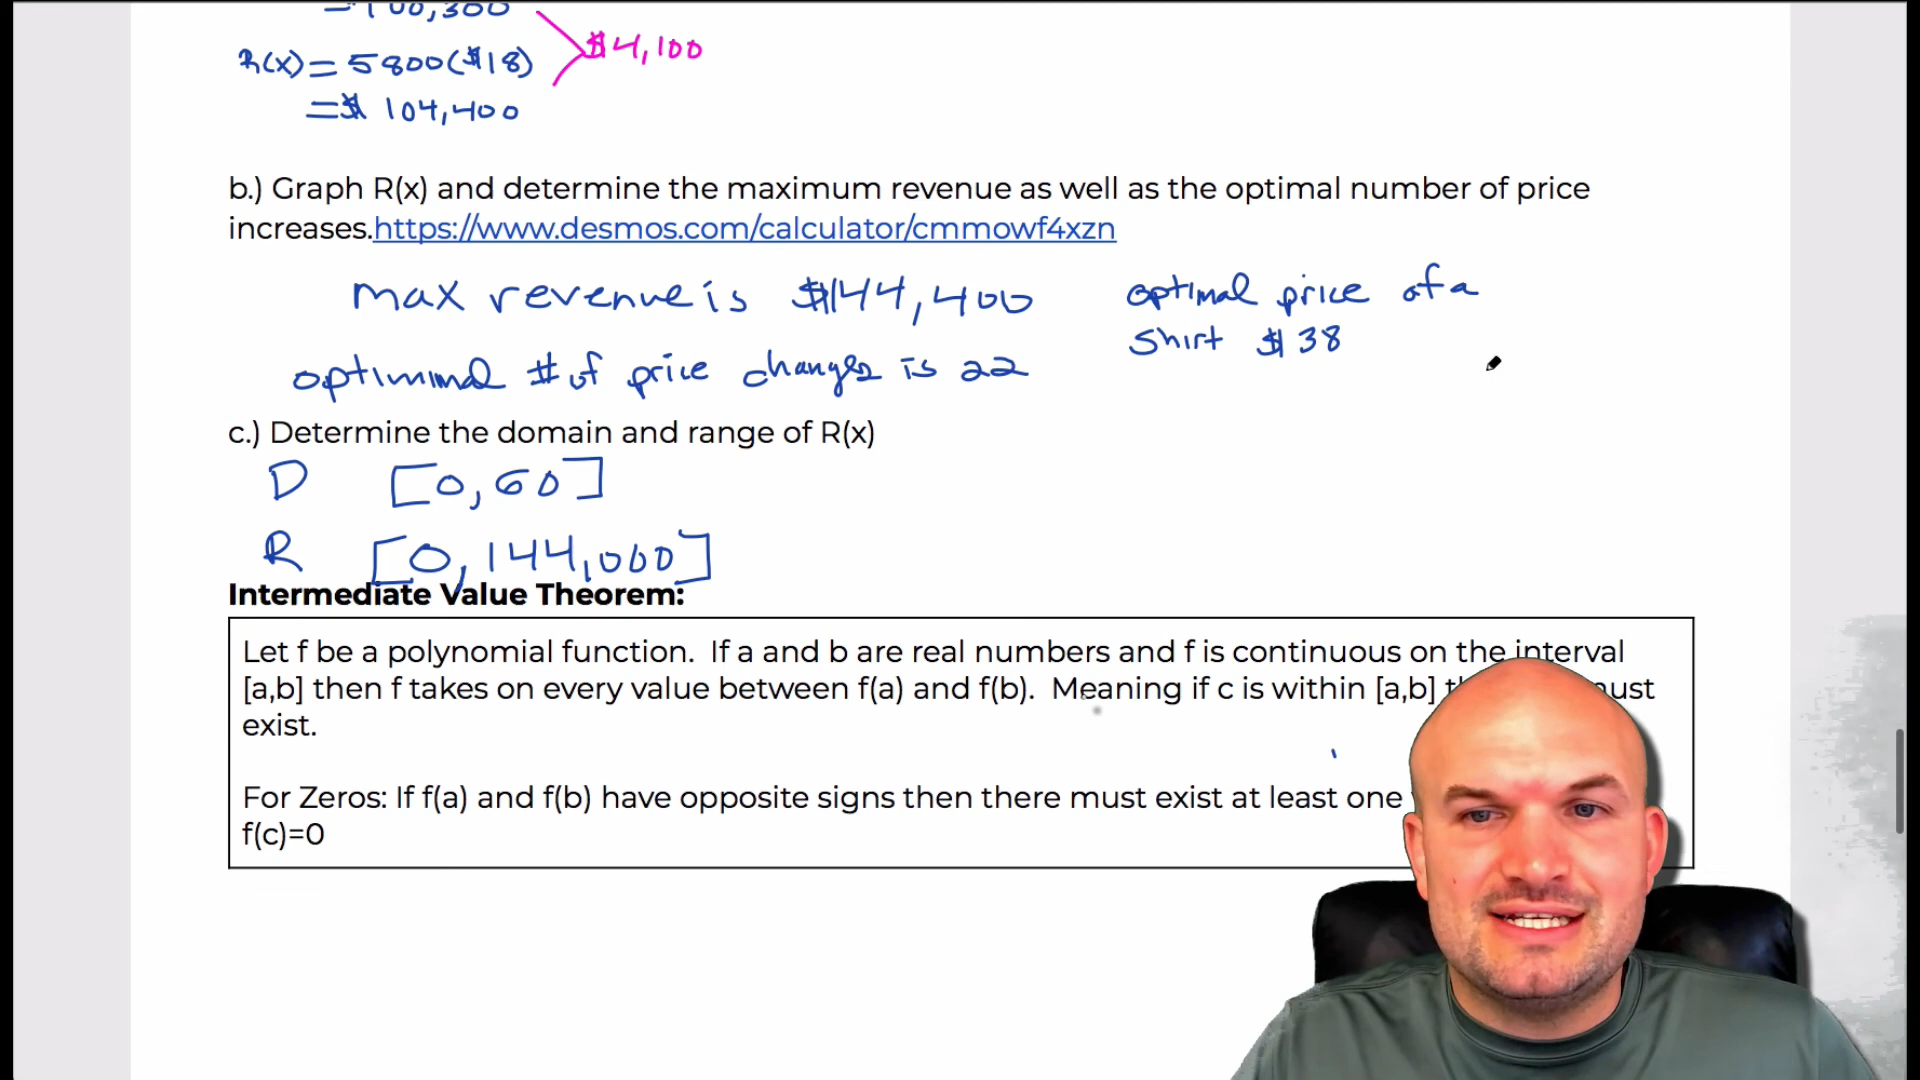 R(x) = 5800($18)
$4,100
= $ 104,400
b.) Graph R(x) and determine the maximum revenue as well as the optimal number of price
increases.https://www.desmos.com/calculator/cmmowf4xzn
max revenue is $144,400
optimal price of a
shirt $38
optimimal # of price changes is 22
c.) Determine the domain and range of R(x)
D [0,60]
R [0,144,000]
Intermediate Value Theorem:
Let f be a polynomial function. If a and b are real numbers and f is continuous on the interval
[a,b] then f takes on every value between f(a) and f(b). Meaning if c is within [a,b]
exist.
For Zeros: If f(a) and f(b) have opposite signs then there must exist at least one
f(c)=0